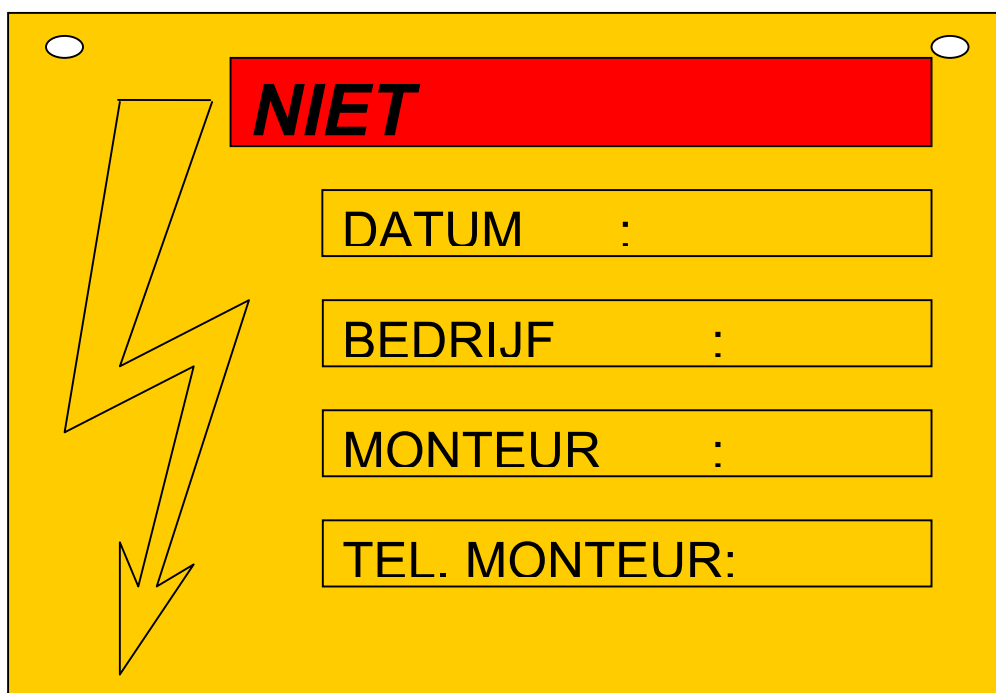 NIET
DATUM :
BEDRIJF :
MONTEUR :
TEL. MONTEUR: